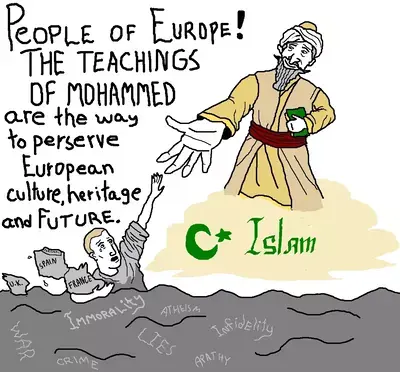 PEOPLE OF EUROPE!
THE TEACHINGS
OF MOHAMMED
are the way
to perserve
European
culture, heritage
and FUTURE.
Islam
SPAIN
U.K.
FRANCE
IMMORALITY
ATHEISM
Infidelity
WAR
LIES
CRIME
APATHY